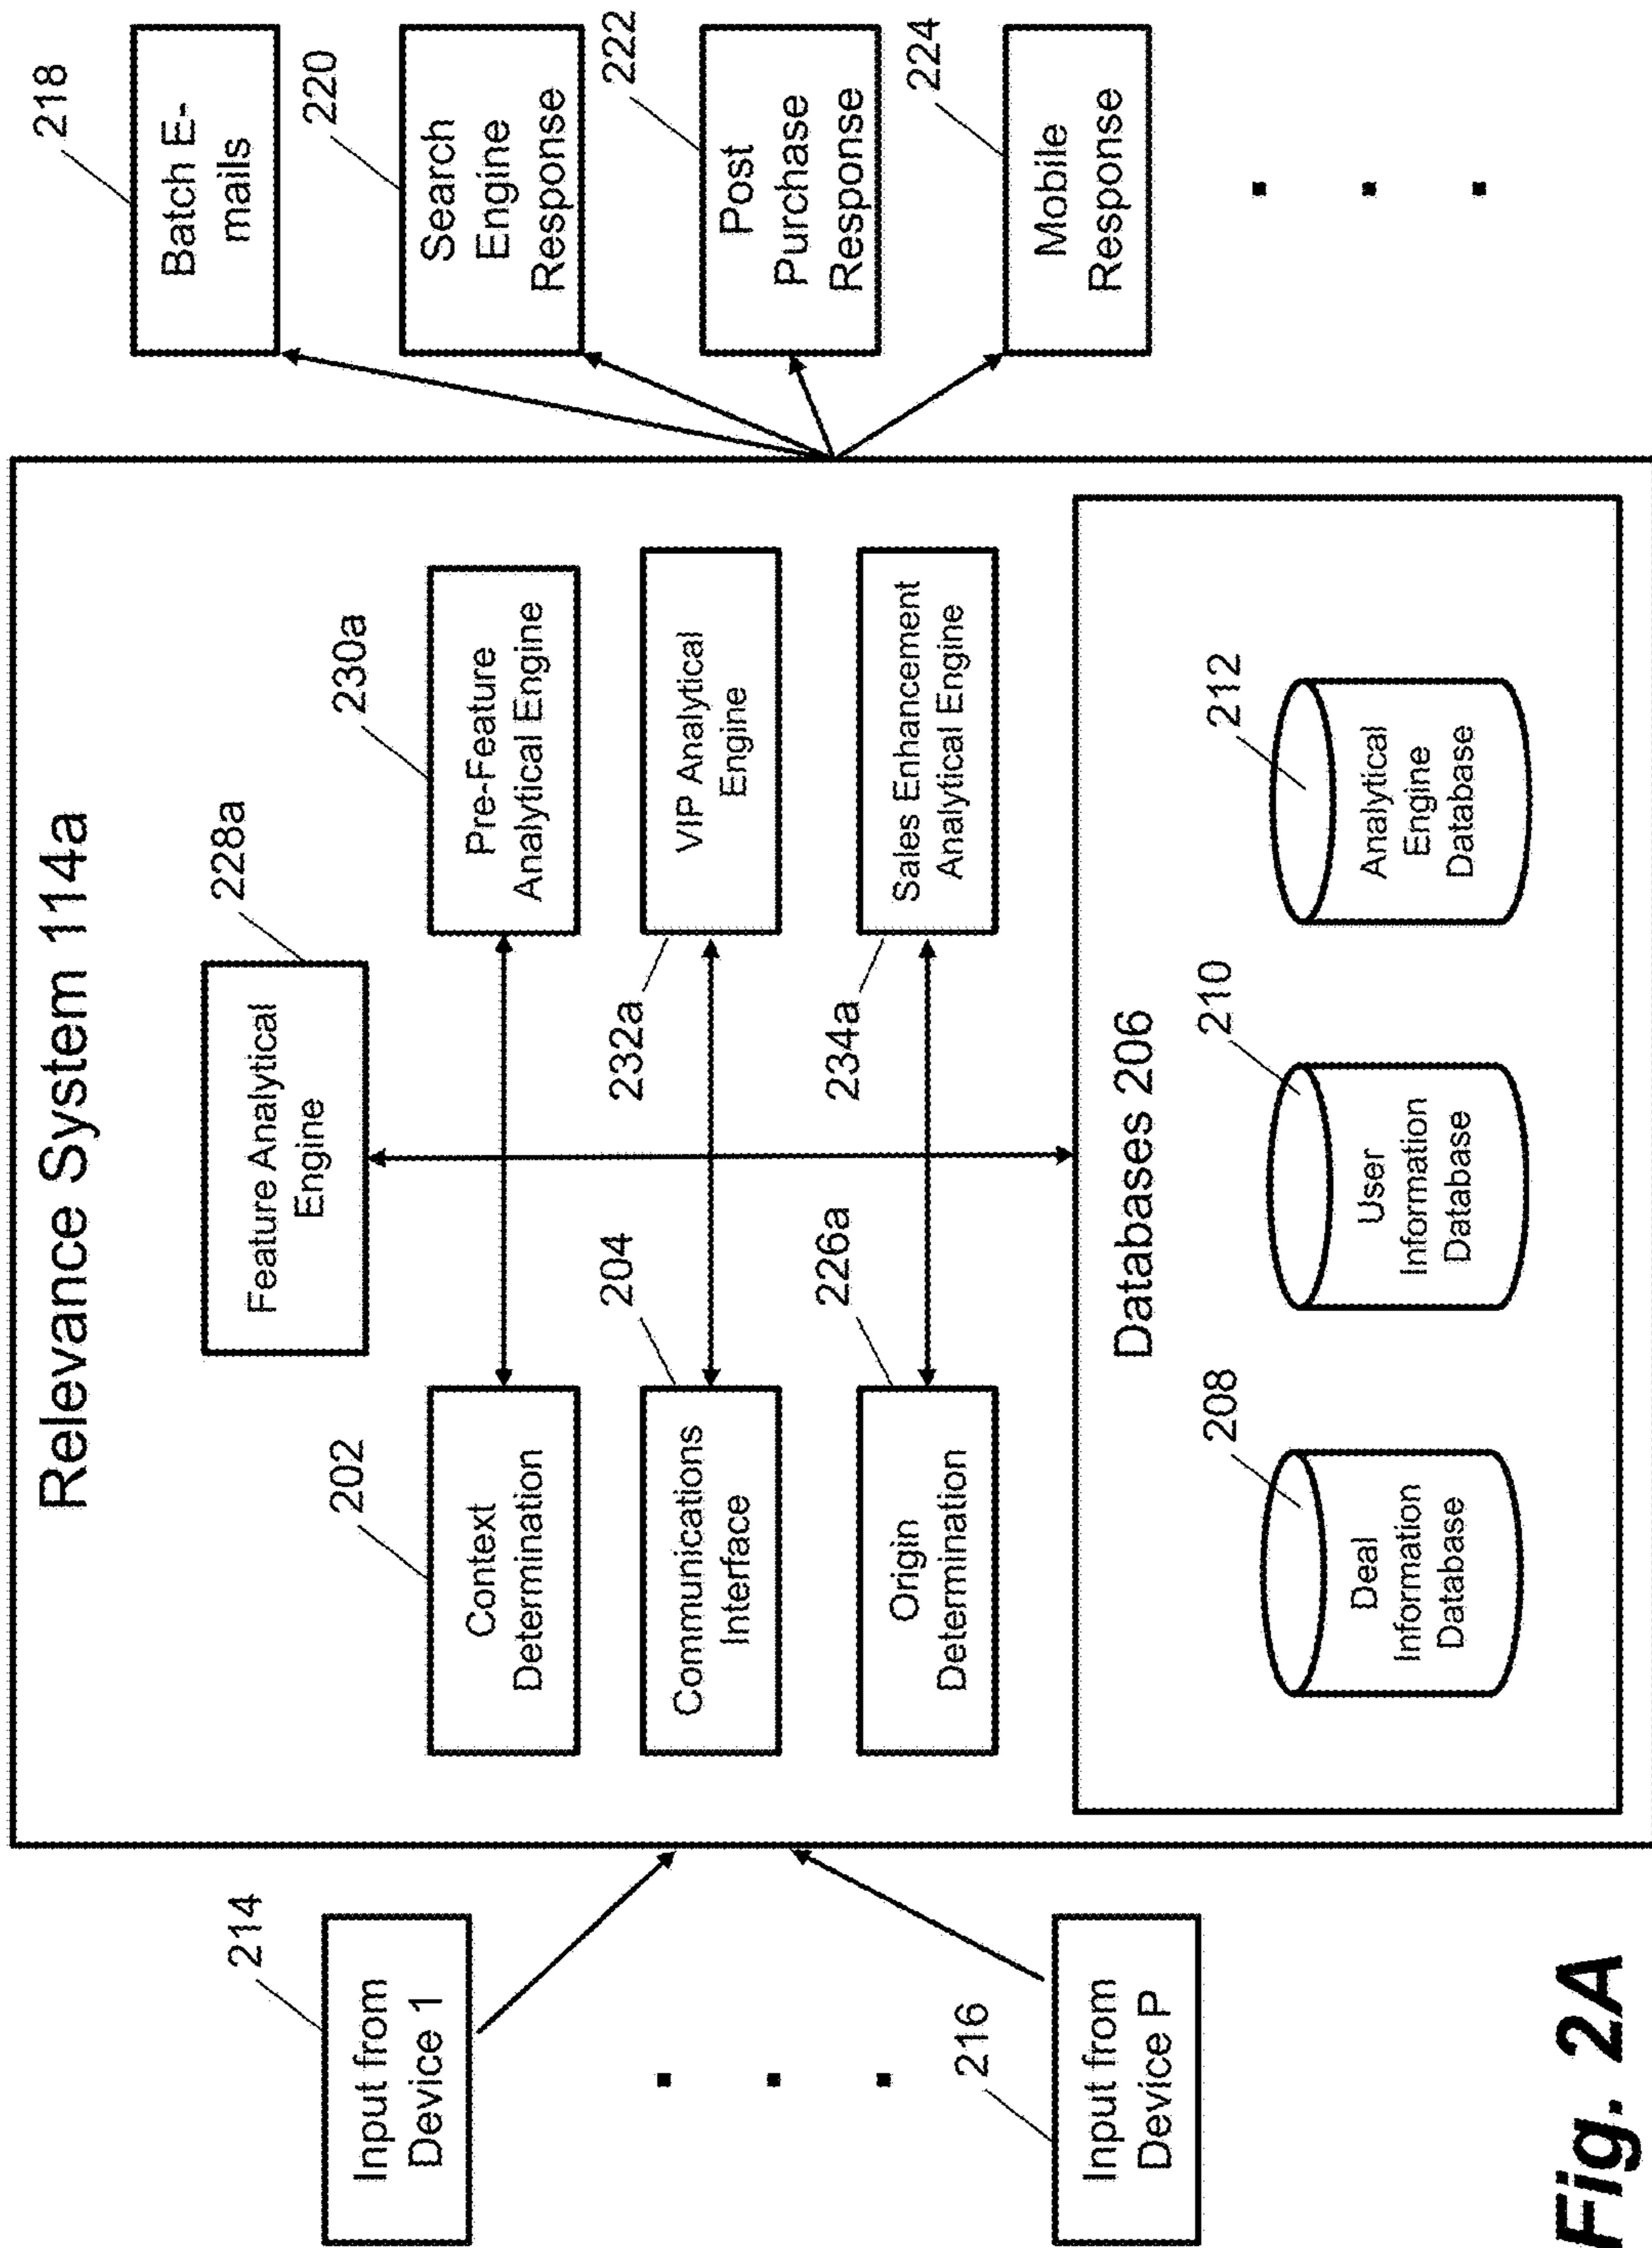 Relevance System 114a
214
Input from
Device 1
216
Input from
Device P
228a
Feature Analytical
Engine
202
Context
Determination
230a
Pre-Feature
Analytical Engine
204
Communications
Interface
232a
VIP Analytical
Engine
226a
Origin
Determination
234a
Sales Enhancement
Analytical Engine
Databases 206
208
Deal
Information
Database
210
User
Information
Database
212
Analytical
Engine
Database
218
Batch E-
mails
220
Search
Engine
Response
222
Post
Purchase
Response
224
Mobile
Response
Fig. 2A